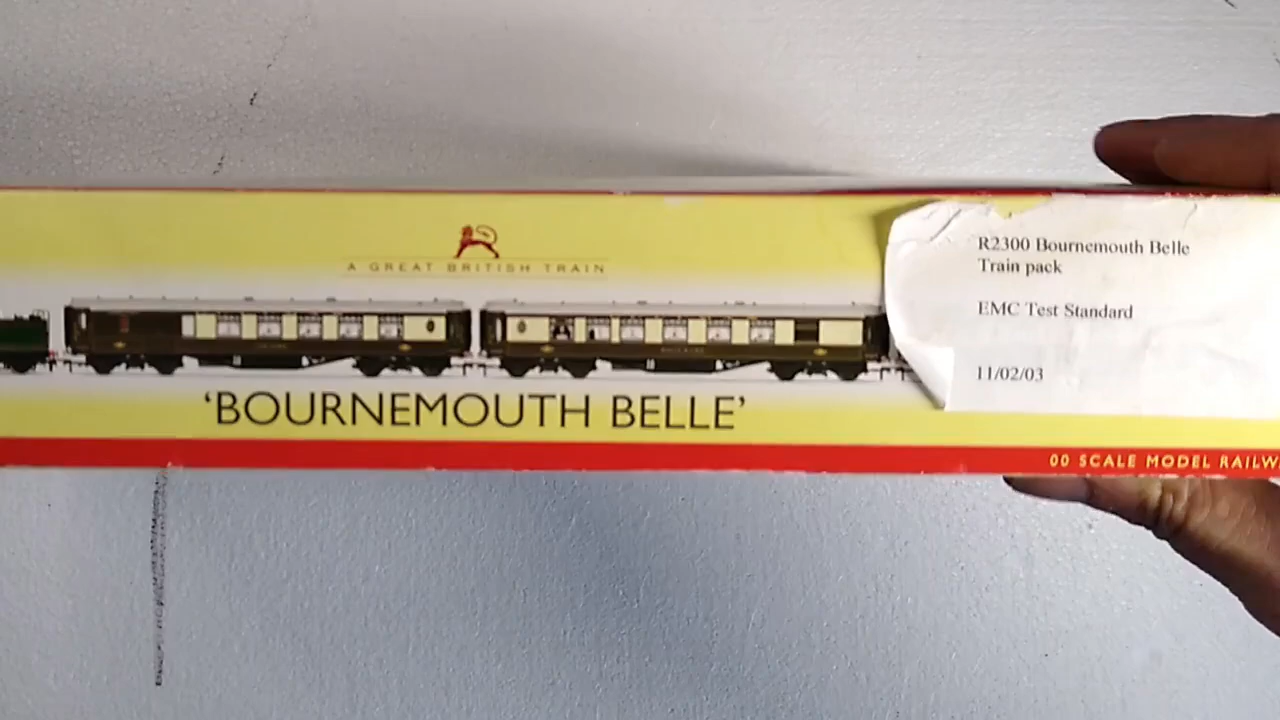 A GREAT BRITISH TRAIN
'BOURNEMOUTH BELLE'
R2300 Bournemouth Belle
Train pack
EMC Test Standard
11/02/03
00 SCALE MODEL RAILW